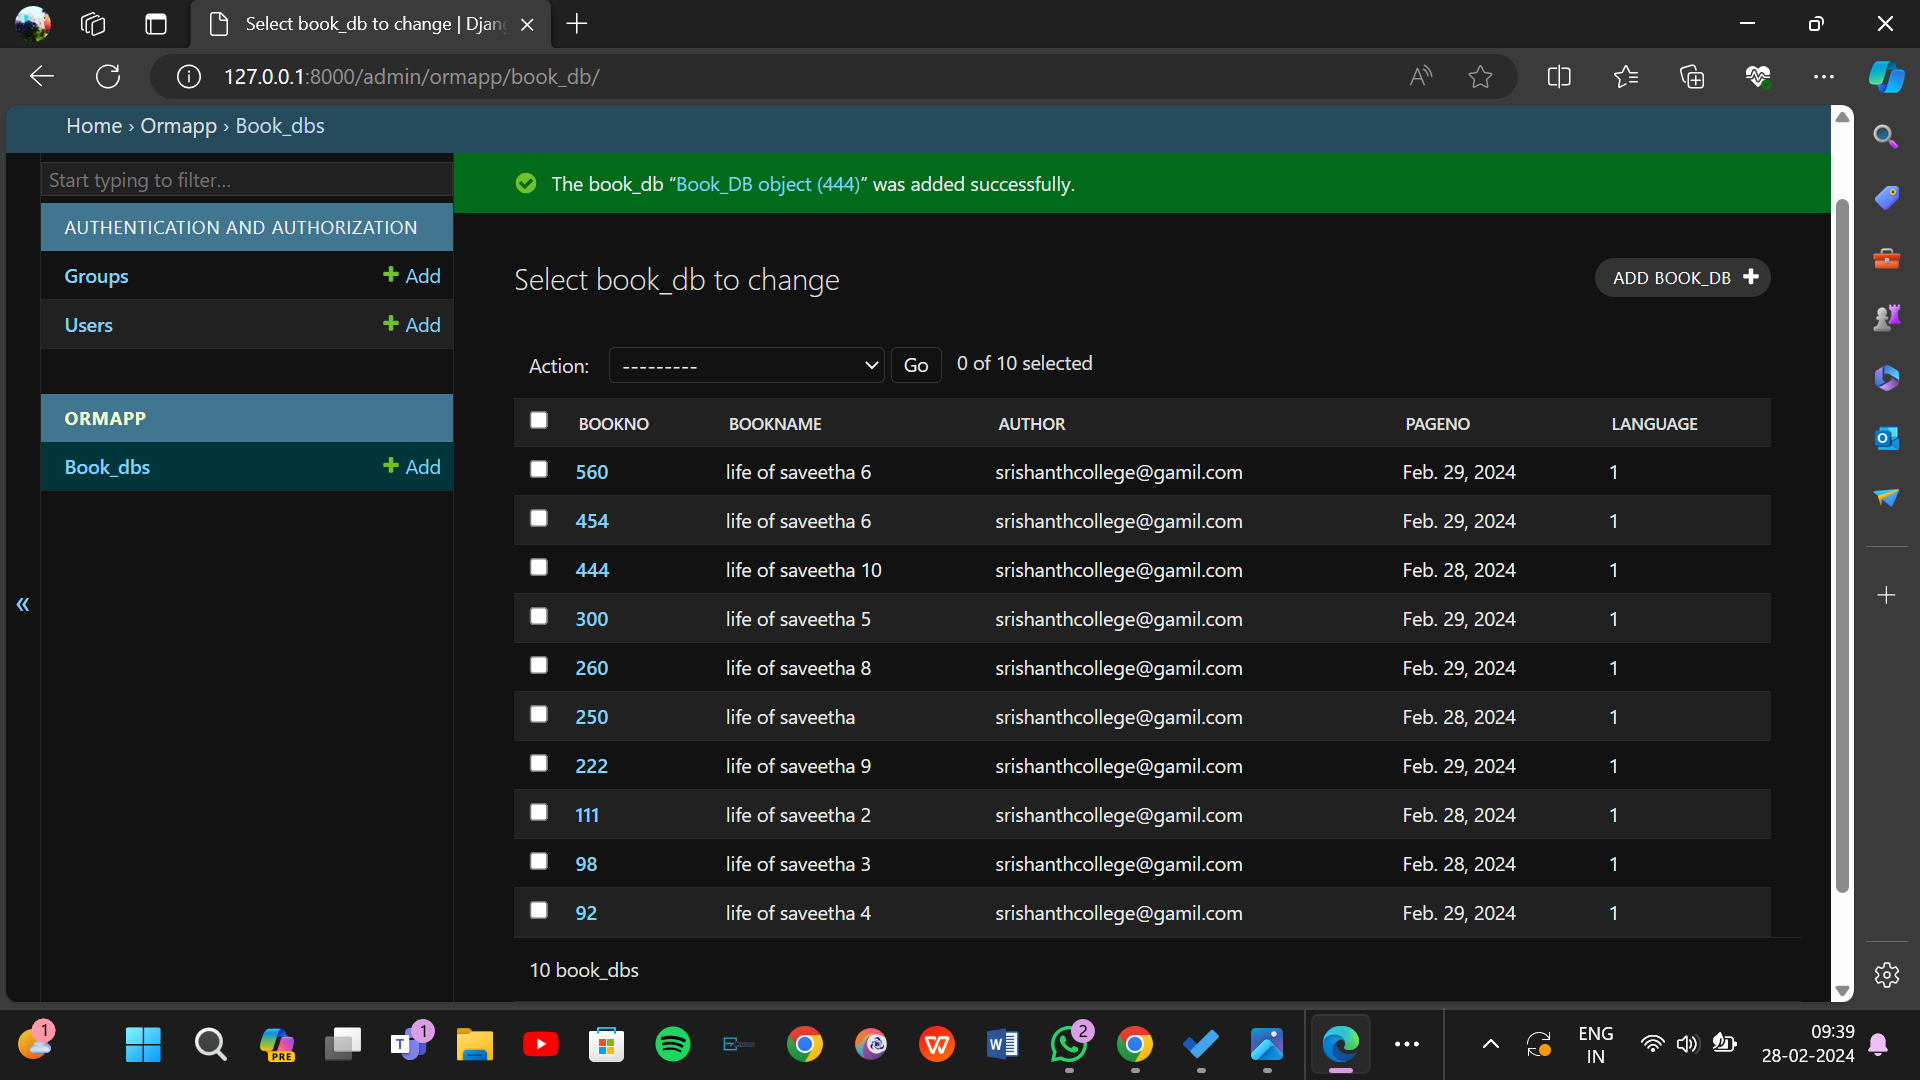 Select book_db to change | Djan
127.0.0.1:8000/admin/ormapp/book_db/
Home › Ormapp › Book_dbs
Start typing to filter...
The book_db “Book_DB object (444)” was added successfully.
AUTHENTICATION AND AUTHORIZATION
Groups + Add
Users + Add
ORMAPP
Book_dbs + Add
«
Select book_db to change
ADD BOOK_DB +
Action: --------- Go 0 of 10 selected
BOOKNO BOOKNAME AUTHOR PAGENO LANGUAGE
560 life of saveetha 6 srishanthcollege@gamil.com Feb. 29, 2024 1
454 life of saveetha 6 srishanthcollege@gamil.com Feb. 29, 2024 1
444 life of saveetha 10 srishanthcollege@gamil.com Feb. 28, 2024 1
300 life of saveetha 5 srishanthcollege@gamil.com Feb. 29, 2024 1
260 life of saveetha 8 srishanthcollege@gamil.com Feb. 29, 2024 1
250 life of saveetha srishanthcollege@gamil.com Feb. 28, 2024 1
222 life of saveetha 9 srishanthcollege@gamil.com Feb. 29, 2024 1
111 life of saveetha 2 srishanthcollege@gamil.com Feb. 28, 2024 1
98 life of saveetha 3 srishanthcollege@gamil.com Feb. 28, 2024 1
92 life of saveetha 4 srishanthcollege@gamil.com Feb. 29, 2024 1
10 book_dbs
1
PRE
1
2
ENG
IN
09:39
28-02-2024